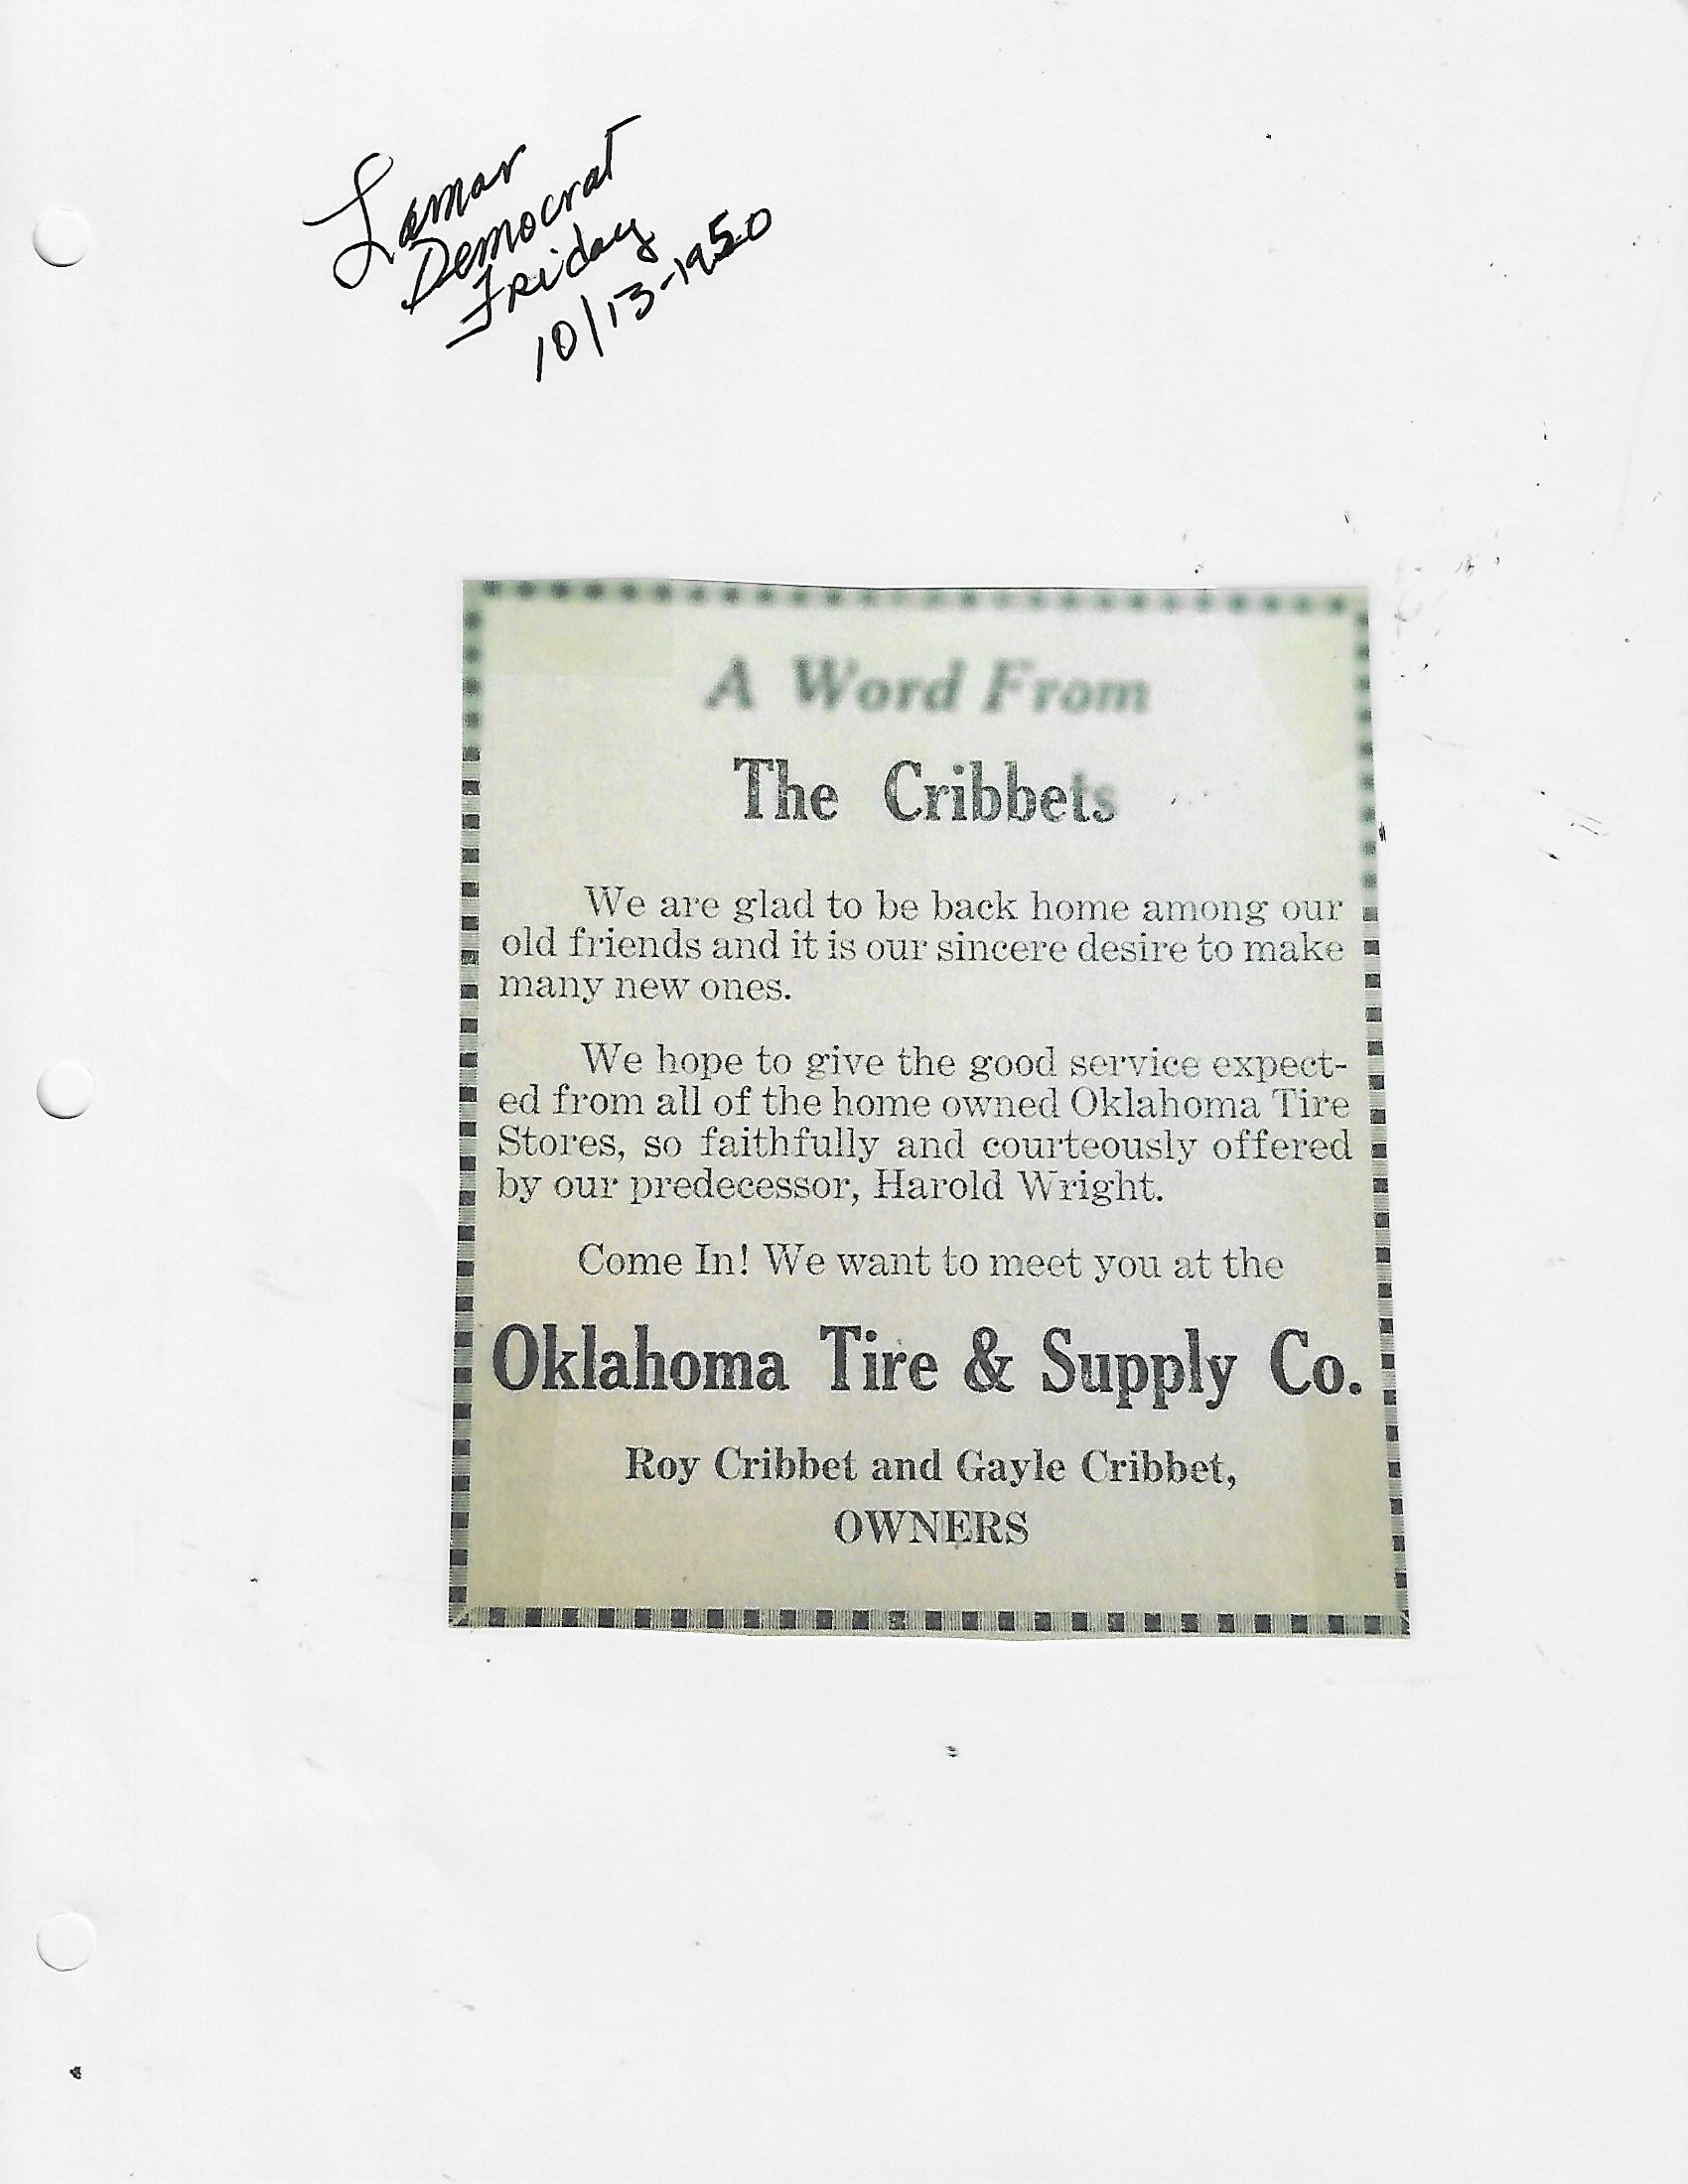 Lamar
Democrat
Friday
10/13-1950
A Word From
The Cribbets
We are glad to be back home among our
old friends and it is our sincere desire to make
many new ones.
We hope to give the good service expect-
ed from all of the home owned Oklahoma Tire
Stores, so faithfully and courteously offered
by our predecessor, Harold Wright.
Come In! We want to meet you at the
Oklahoma Tire & Supply Co.
Roy Cribbet and Gayle Cribbet,
OWNERS